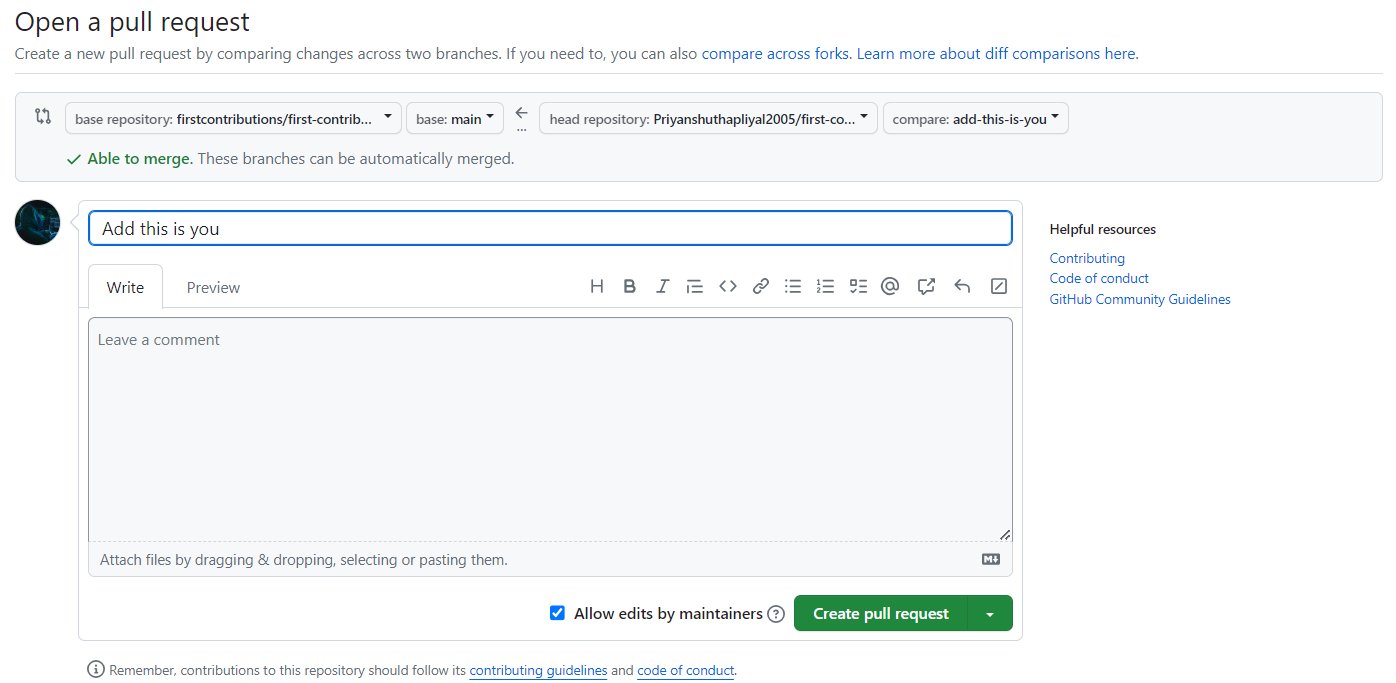 Open a pull request
Create a new pull request by comparing changes across two branches. If you need to, you can also compare across forks. Learn more about diff comparisons here.
base repository: firstcontributions/first-contrib... base: main ← ... head repository: Priyanshuthapliyal2005/first-co... compare: add-this-is-you
Able to merge. These branches can be automatically merged.
Add this is you
Helpful resources
Contributing
Code of conduct
GitHub Community Guidelines
Write Preview
Leave a comment
Attach files by dragging & dropping, selecting or pasting them.
Allow edits by maintainers Create pull request
Remember, contributions to this repository should follow its contributing guidelines and code of conduct.